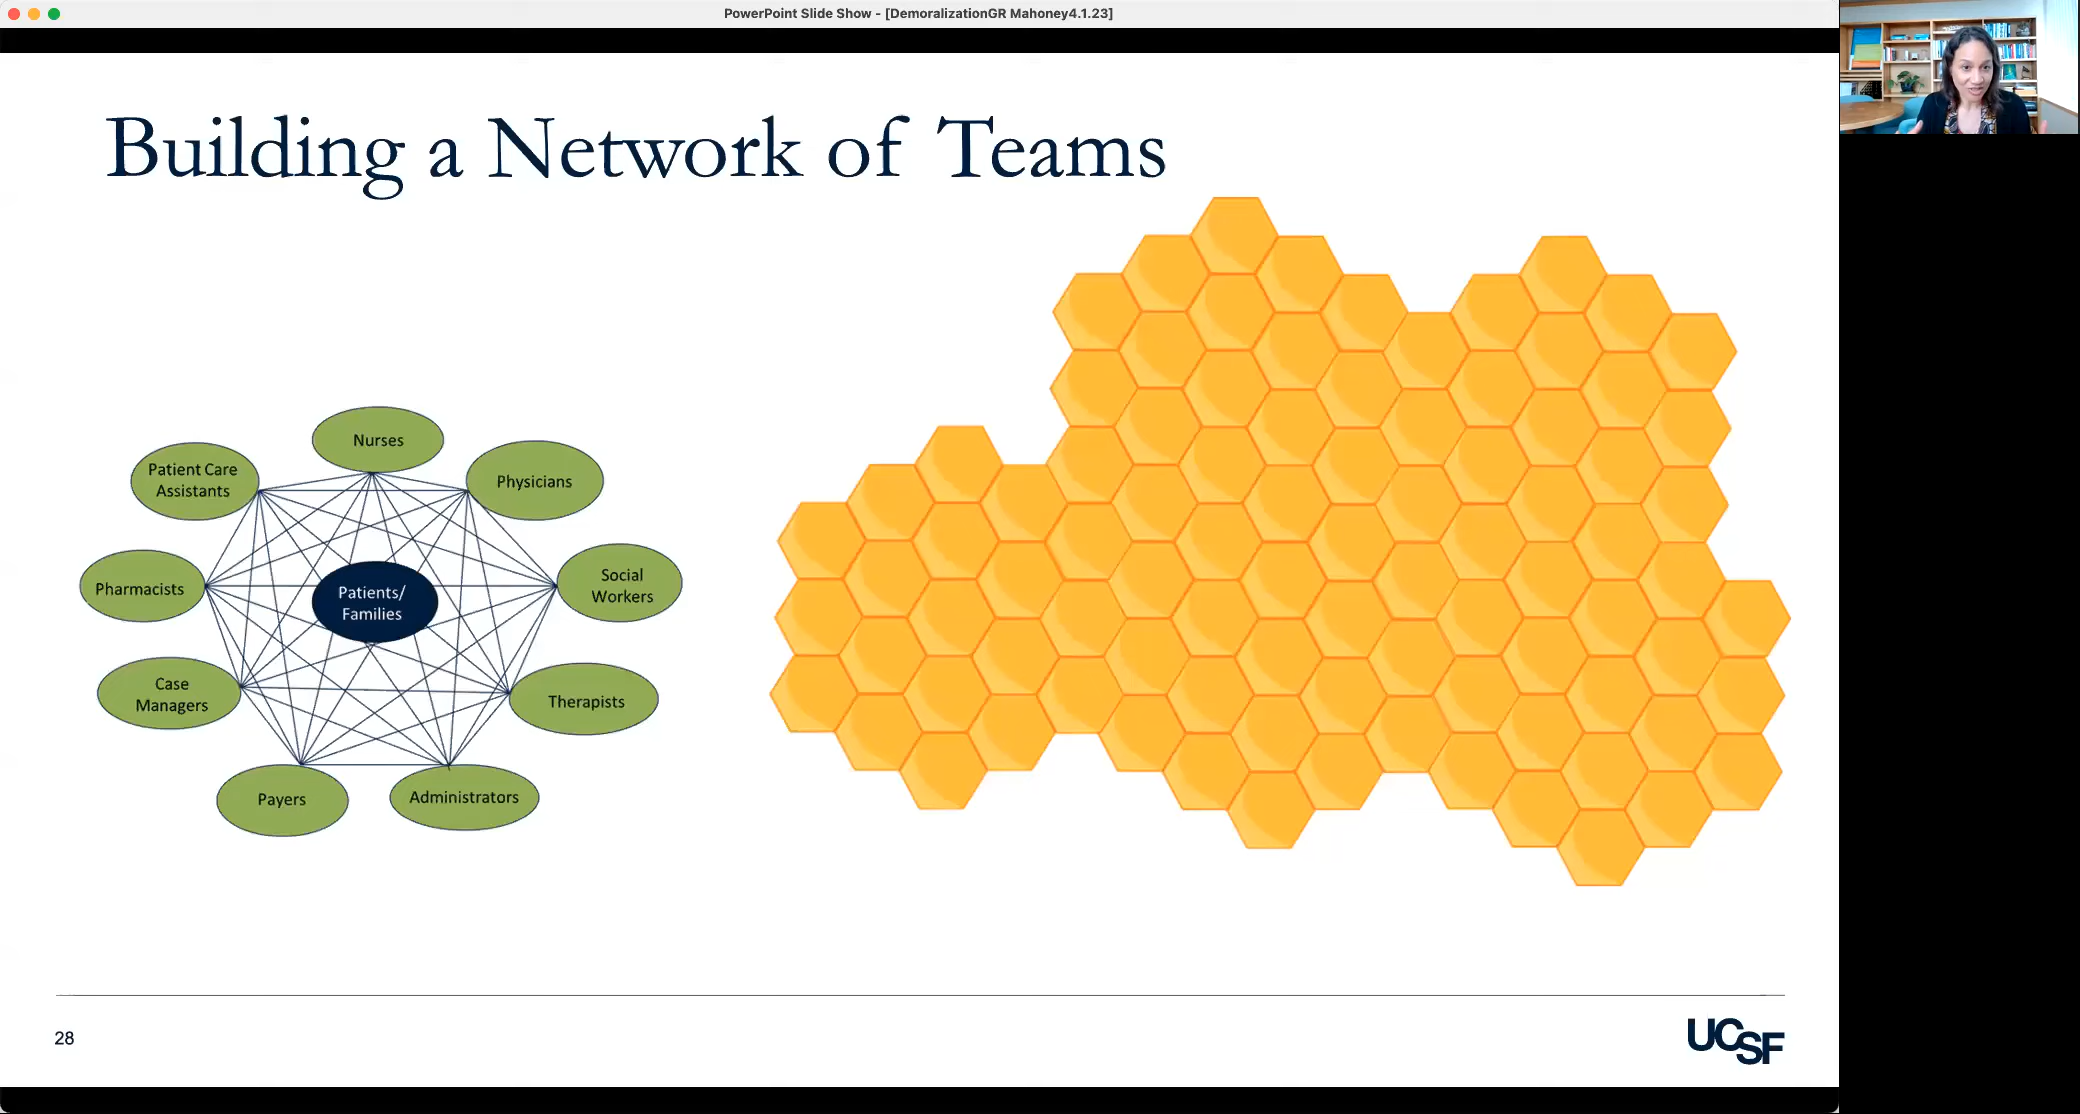 PowerPoint Slide Show - [DemoralizationGR Mahoney4.1.23]
Building a Network of Teams
Nurses
Patient Care
Assistants
Physicians
Pharmacists
Patients/
Families
Social
Workers
Case
Managers
Therapists
Payers
Administrators
28
UCSF